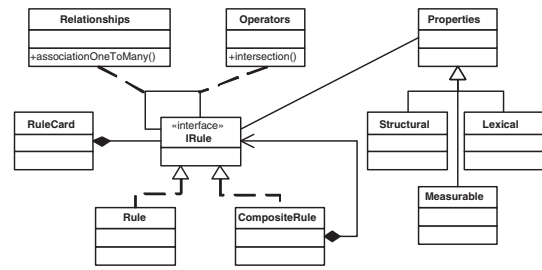 Relationships
+associationOneToMany()
Operators
+intersection()
Properties
RuleCard
«interface»
IRule
Structural
Lexical
Measurable
Rule
CompositeRule